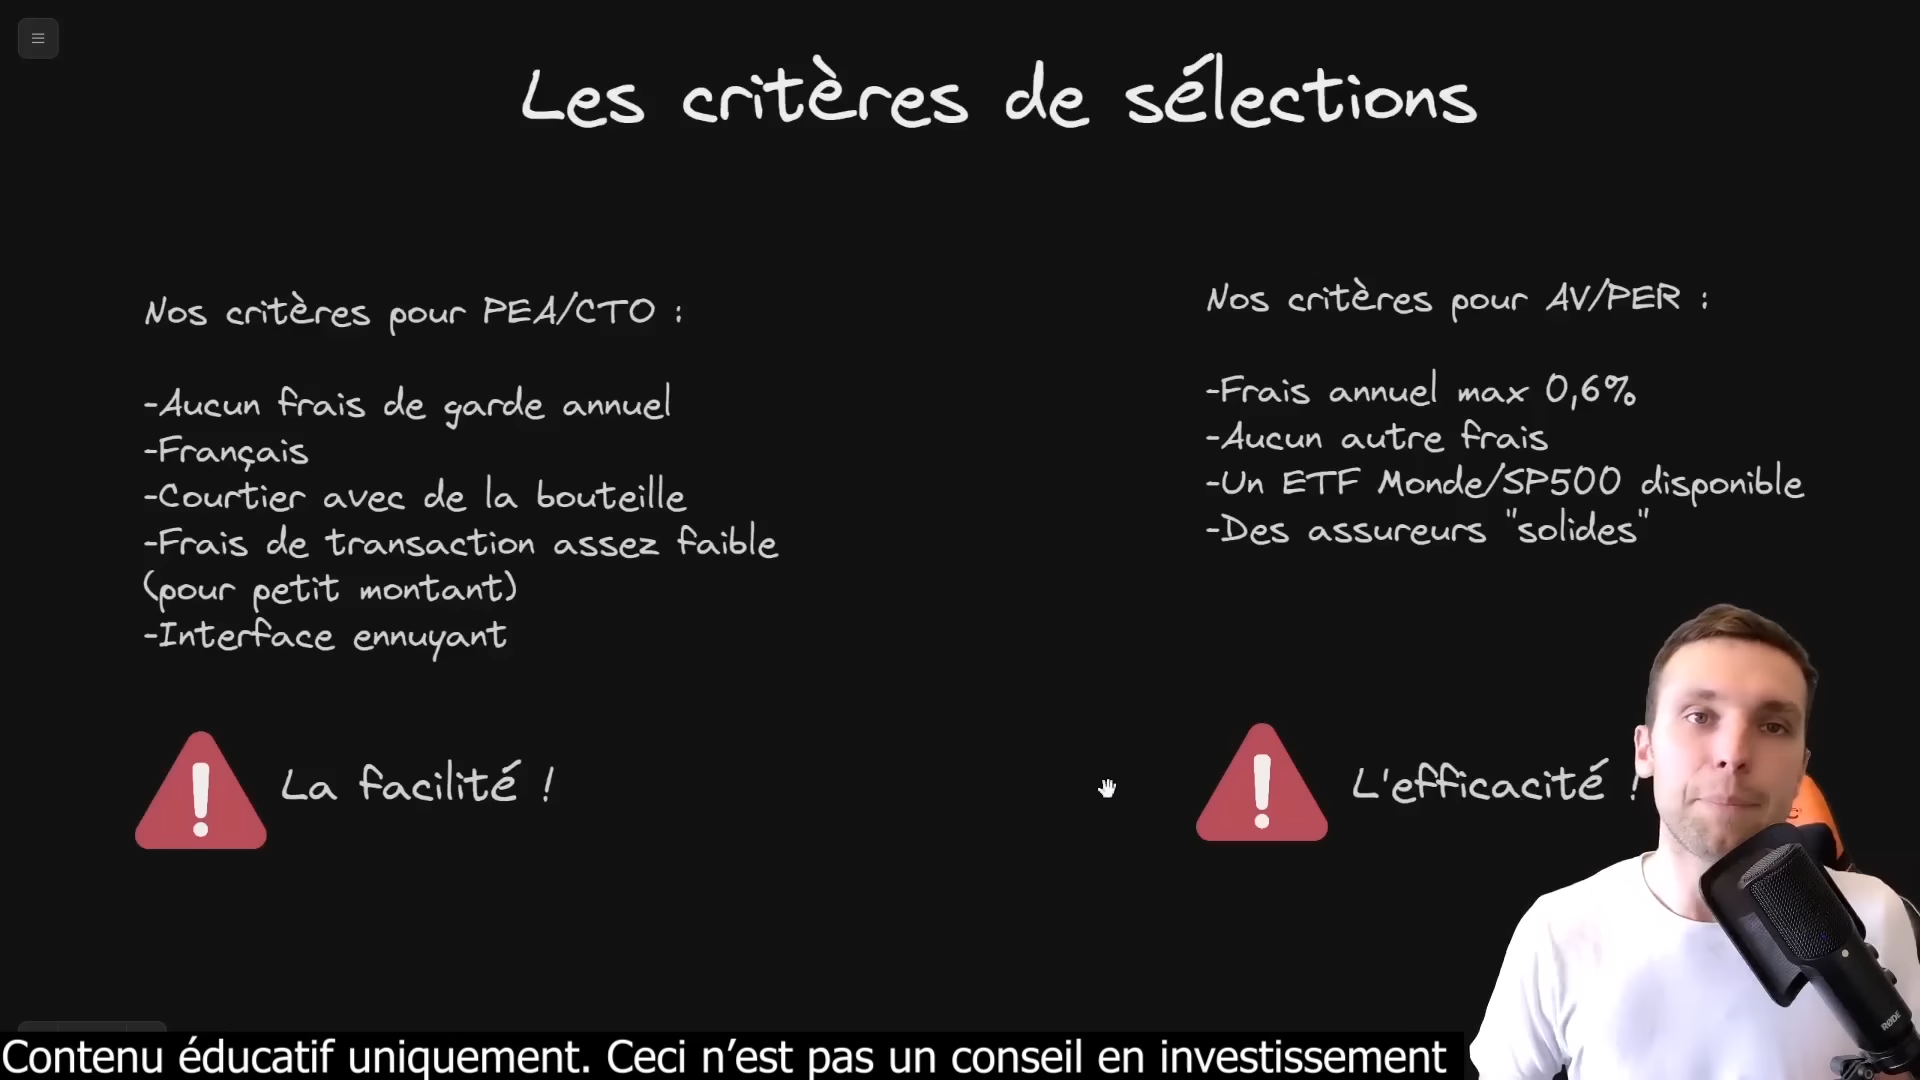 Les critères de sélections
Nos critères pour PEA/CTO :
-Aucun frais de garde annuel
-Français
-Courtier avec de la bouteille
-Frais de transaction assez faible
(pour petit montant)
-Interface ennuyant
La facilité !
Nos critères pour AV/PER :
-Frais annuel max 0,6%
-Aucun autre frais
-Un ETF Monde/SP500 disponible
-Des assureurs "solides"
L'efficacité !
RØDE
Contenu éducatif uniquement. Ceci n’est pas un conseil en investissement